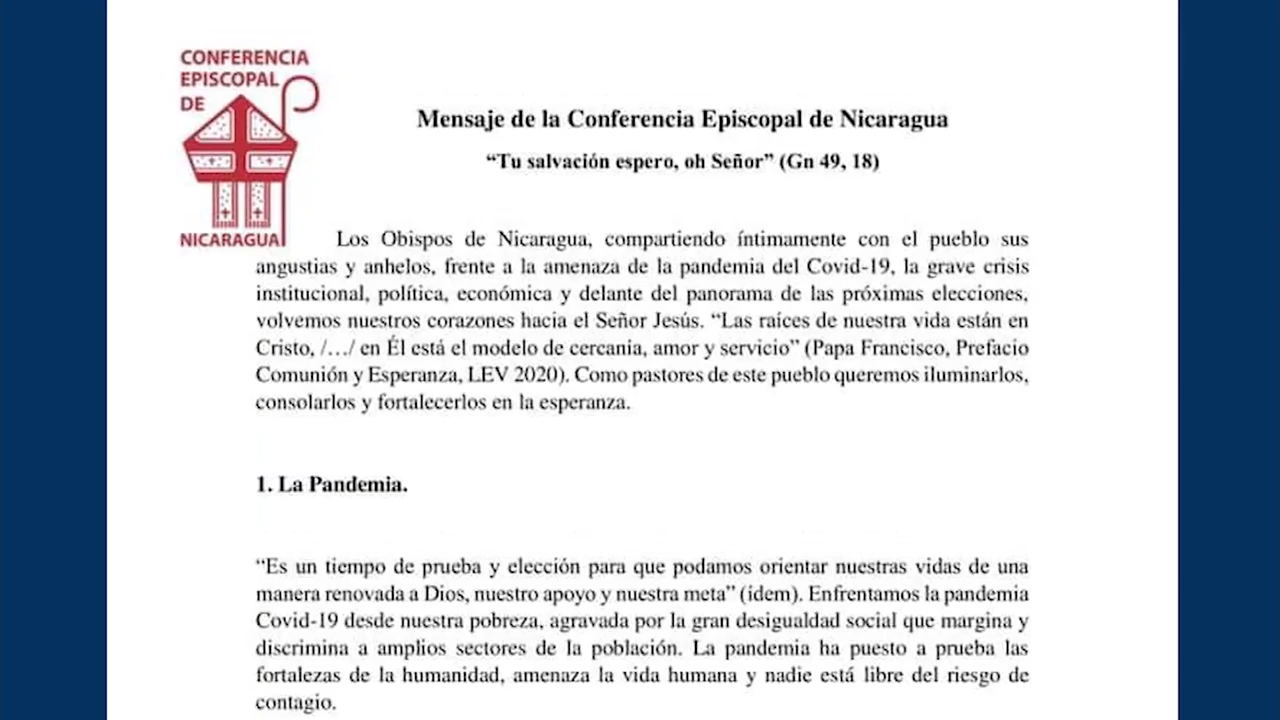 CONFERENCIA
EPISCOPAL
DE
NICARAGUA
Mensaje de la Conferencia Episcopal de Nicaragua
“Tu salvación espero, oh Señor” (Gn 49, 18)
Los Obispos de Nicaragua, compartiendo íntimamente con el pueblo sus
angustias y anhelos, frente a la amenaza de la pandemia del Covid-19, la grave crisis
institucional, política, económica y delante del panorama de las próximas elecciones,
volvemos nuestros corazones hacia el Señor Jesús. “Las raíces de nuestra vida están en
Cristo, /.../ en Él está el modelo de cercania, amor y servicio” (Papa Francisco, Prefacio
Comunión y Esperanza, LEV 2020). Como pastores de este pueblo queremos iluminarlos,
consolarlos y fortalecerlos en la esperanza.
1. La Pandemia.
“Es un tiempo de prueba y elección para que podamos orientar nuestras vidas de una
manera renovada a Dios, nuestro apoyo y nuestra meta” (ídem). Enfrentamos la pandemia
Covid-19 desde nuestra pobreza, agravada por la gran desigualdad social que margina y
discrimina a amplios sectores de la población. La pandemia ha puesto a prueba las
fortalezas de la humanidad, amenaza la vida humana y nadie está libre del riesgo de
contagio.